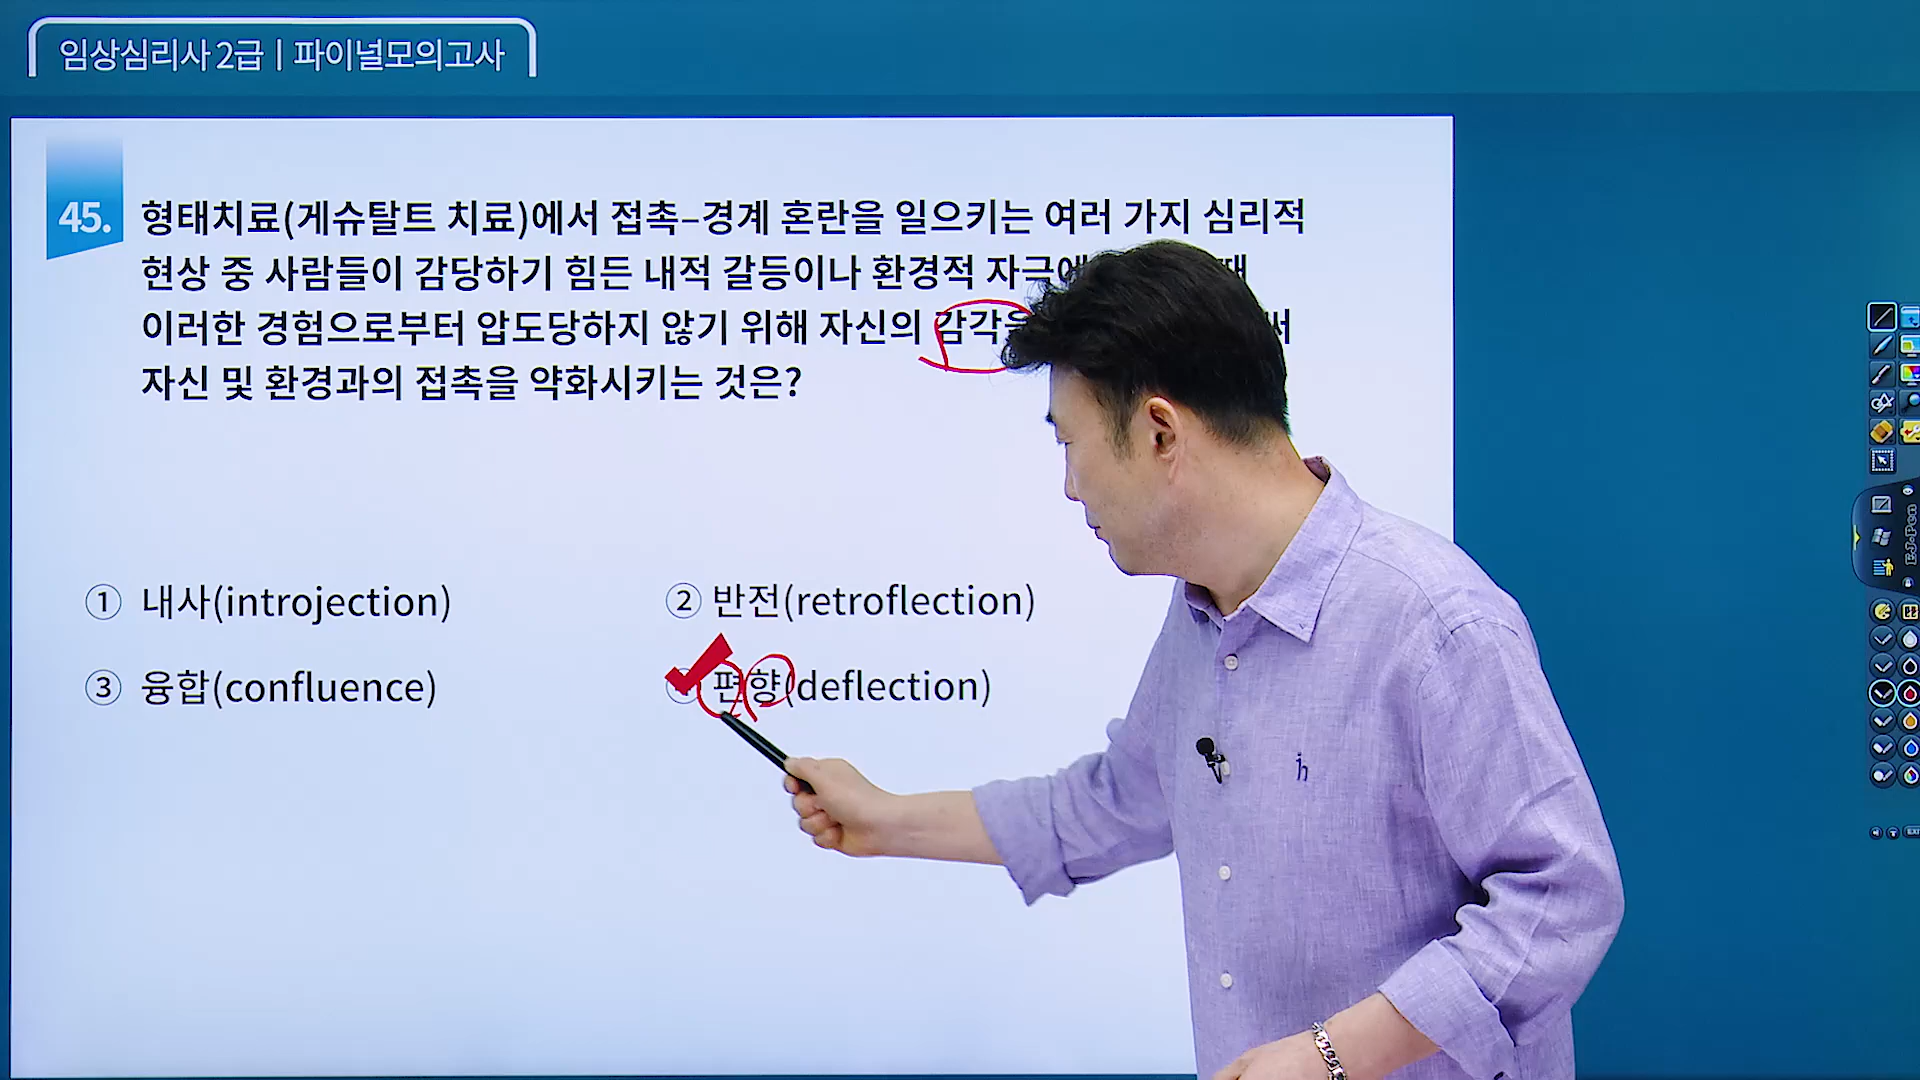 임상심리사 2급 | 파이널모의고사
45. 형태치료(게슈탈트 치료)에서 접촉–경계 혼란을 일으키는 여러 가지 심리적
현상 중 사람들이 감당하기 힘든 내적 갈등이나 환경적 자극에
이러한 경험으로부터 압도당하지 않기 위해 자신의 감각을
자신 및 환경과의 접촉을 약화시키는 것은?
① 내사(introjection)
② 반전(retroflection)
③ 융합(confluence)
편향(deflection)